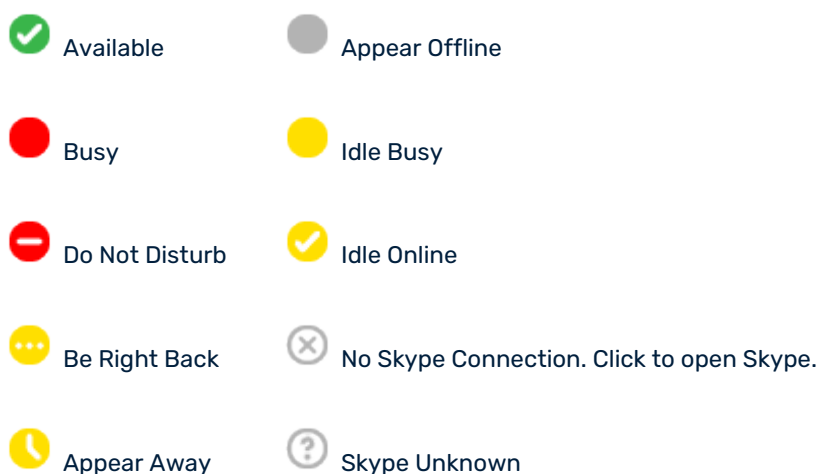 Available
Appear Offline
Busy
Idle Busy
Do Not Disturb
Idle Online
Be Right Back
No Skype Connection. Click to open Skype.
Appear Away
Skype Unknown